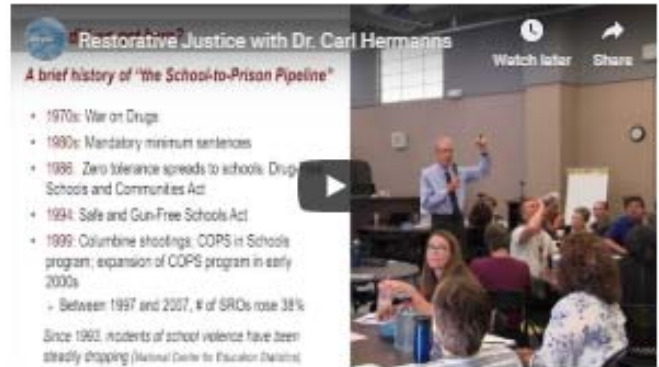 Restorative Justice with Dr. Carl Hermanns
Watch later
Share
A brief history of "the School-to-Prison Pipeline"
• 1970s: War on Drugs
• 1980s: Mandatory minimum sentences
• 1986: Zero tolerance spreads to schools: Drug-
Schools and Communities Act
• 1994: Safe and Gun-Free Schools Act
• 1999: Columbine shootings; COPS in Schools
program; expansion of COPS program in early
2000s
- Between 1997 and 2007, # of SROs rose 38%
Since 1993, incidents of school violence have been
steadily dropping (National Center for Education Statistics)